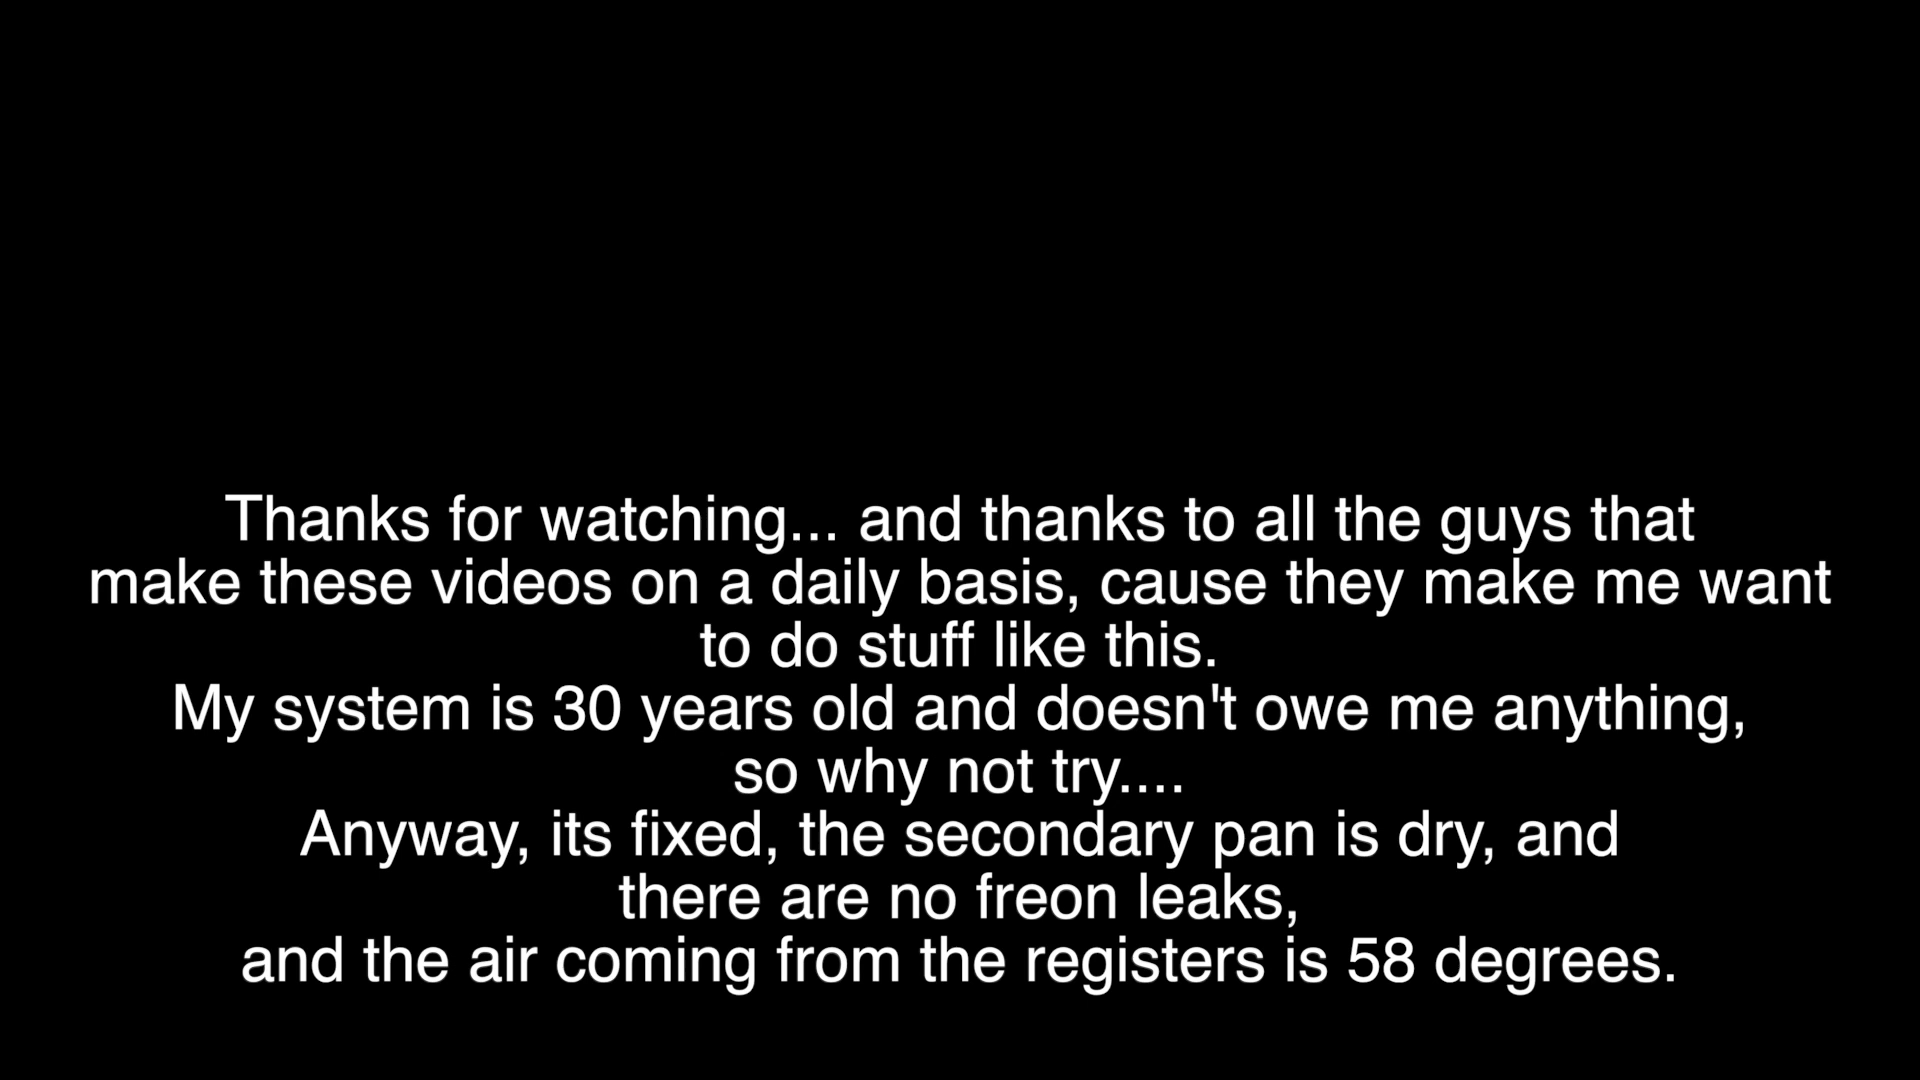 Thanks for watching... and thanks to all the guys that
make these videos on a daily basis, cause they make me want
to do stuff like this.
My system is 30 years old and doesn't owe me anything,
so why not try....
Anyway, its fixed, the secondary pan is dry, and
there are no freon leaks,
and the air coming from the registers is 58 degrees.